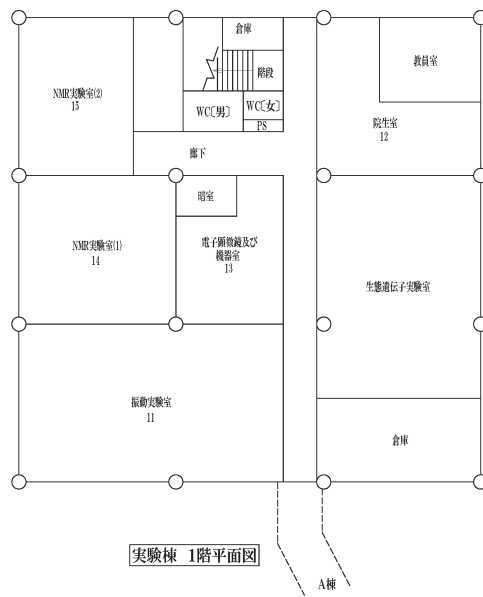 倉庫
階段
教員室
NMR実験室(2)
15
WC〔男〕
WC〔女〕
PS
院生室
12
廊下
暗室
NMR実験室(1)
14
電子顕微鏡及び
機器室
13
生態遺伝子実験室
振動実験室
11
倉庫
実験棟 1階平面図
A棟